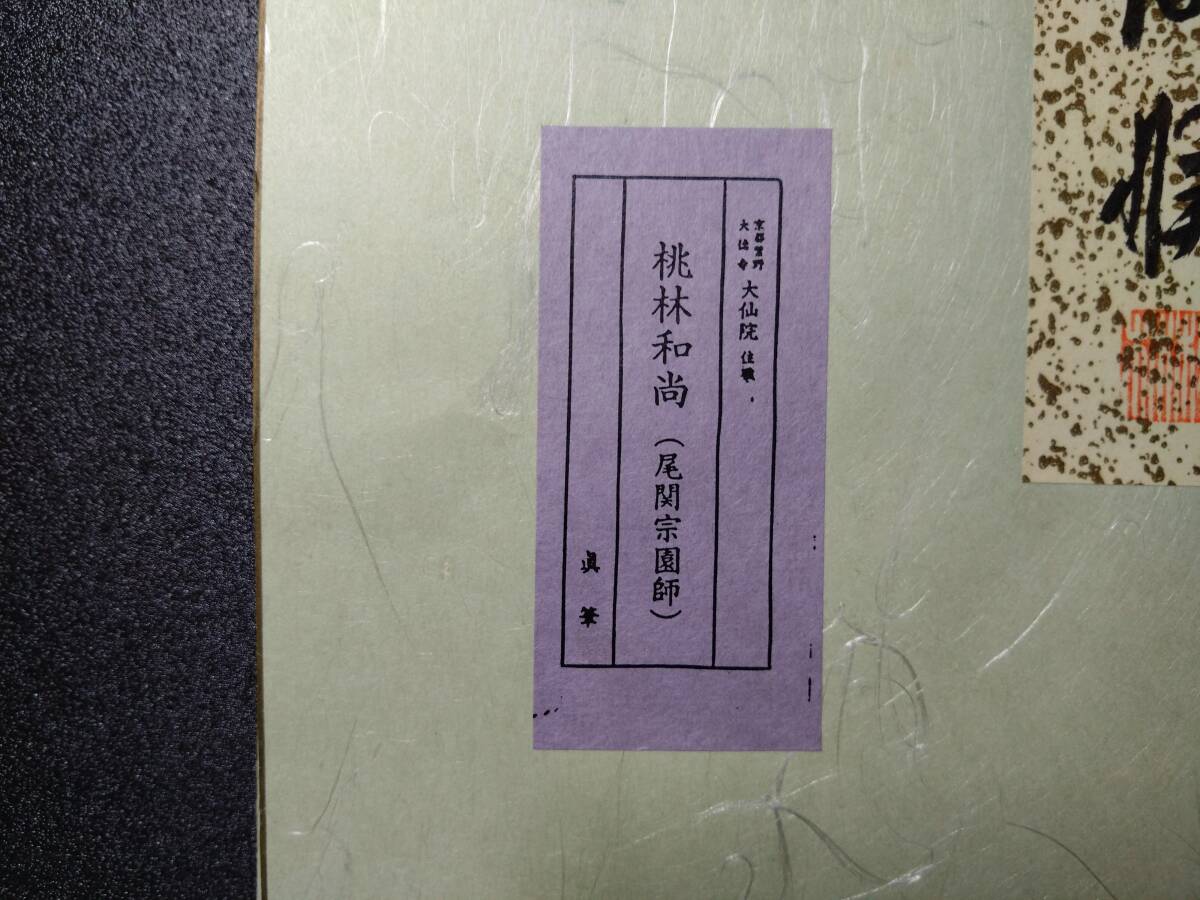 京都紫野
大徳寺
大仙院 住職
桃林和尚（尾関宗園師）
眞筆